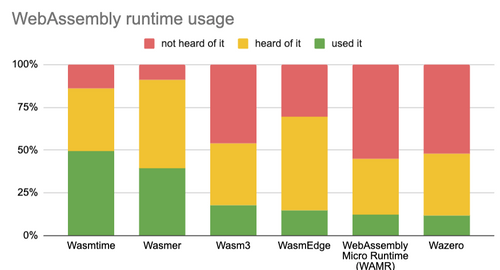 WebAssembly runtime usage
not heard of it heard of it used it
100%
75%
50%
25%
0%
Wasmtime Wasmer Wasm3 WasmEdge WebAssembly Micro Runtime (WAMR) Wazero